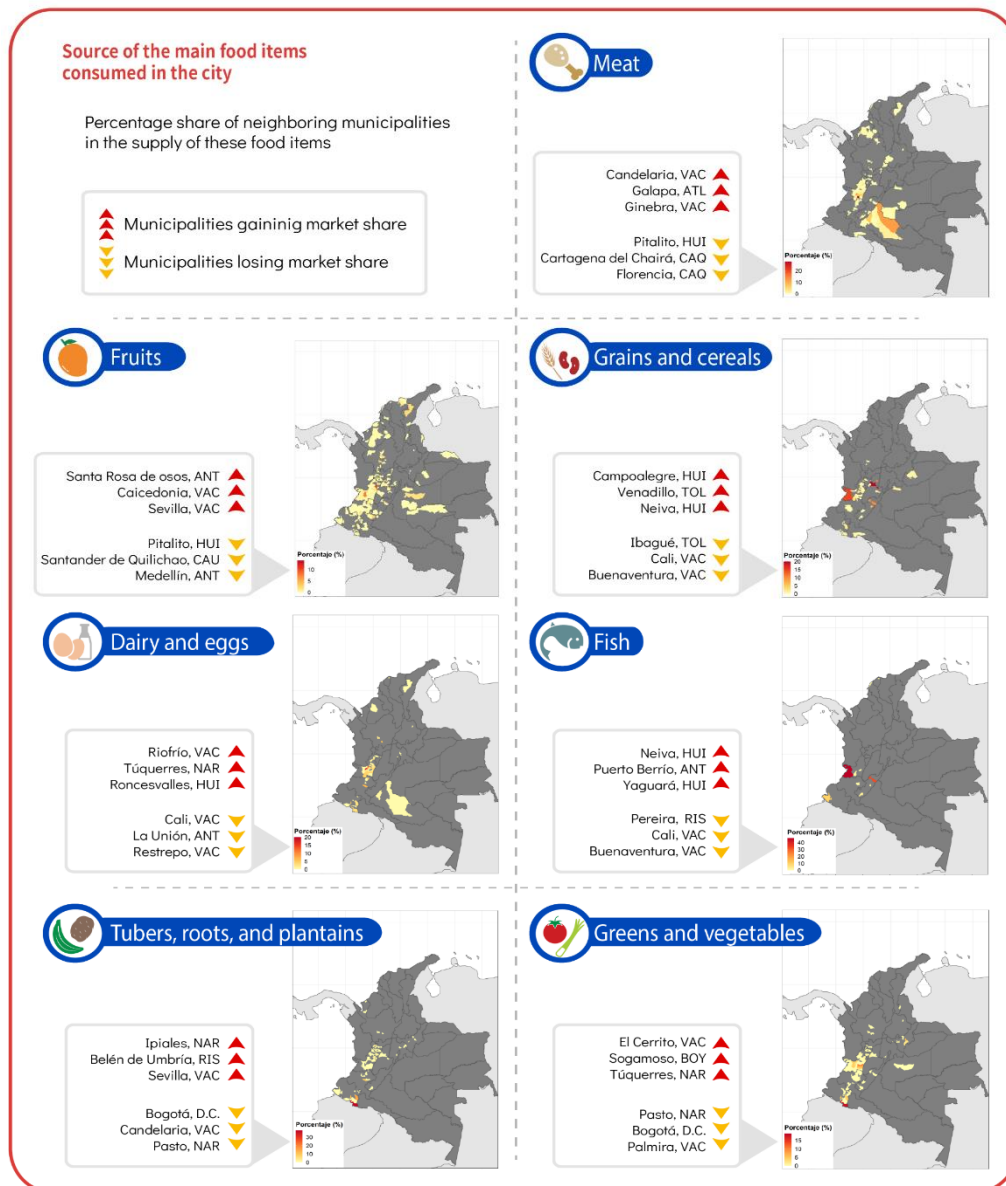 Source of the main food items
consumed in the city
Percentage share of neighboring municipalities
in the supply of these food items
Municipalities gaininig market share
Municipalities losing market share
Meat
Candelaria, VAC
Galapa, ATL
Ginebra, VAC
Pitalito, HUI
Cartagena del Chairá, CAQ
Florencia, CAQ
Porcentaje (%)
20
10
0
Fruits
Santa Rosa de osos, ANT
Caicedonia, VAC
Sevilla, VAC
Pitalito, HUI
Santander de Quilichao, CAU
Medellín, ANT
Porcentaje (%)
10
5
0
Grains and cereals
Campoalegre, HUI
Venadillo, TOL
Neiva, HUI
Ibagué, TOL
Cali, VAC
Buenaventura, VAC
Porcentaje (%)
20
15
10
5
0
Dairy and eggs
Riofrío, VAC
Túquerres, NAR
Roncesvalles, HUI
Cali, VAC
La Unión, ANT
Restrepo, VAC
Porcentaje (%)
20
15
10
5
0
Fish
Neiva, HUI
Puerto Berrío, ANT
Yaguará, HUI
Pereira, RIS
Cali, VAC
Buenaventura, VAC
Porcentaje (%)
40
30
20
10
0
Tubers, roots, and plantains
Ipiales, NAR
Belén de Umbría, RIS
Sevilla, VAC
Bogotá, D.C.
Candelaria, VAC
Pasto, NAR
Porcentaje (%)
30
20
10
0
Greens and vegetables
El Cerrito, VAC
Sogamoso, BOY
Túquerres, NAR
Pasto, NAR
Bogotá, D.C.
Palmira, VAC
Porcentaje (%)
15
10
5
0